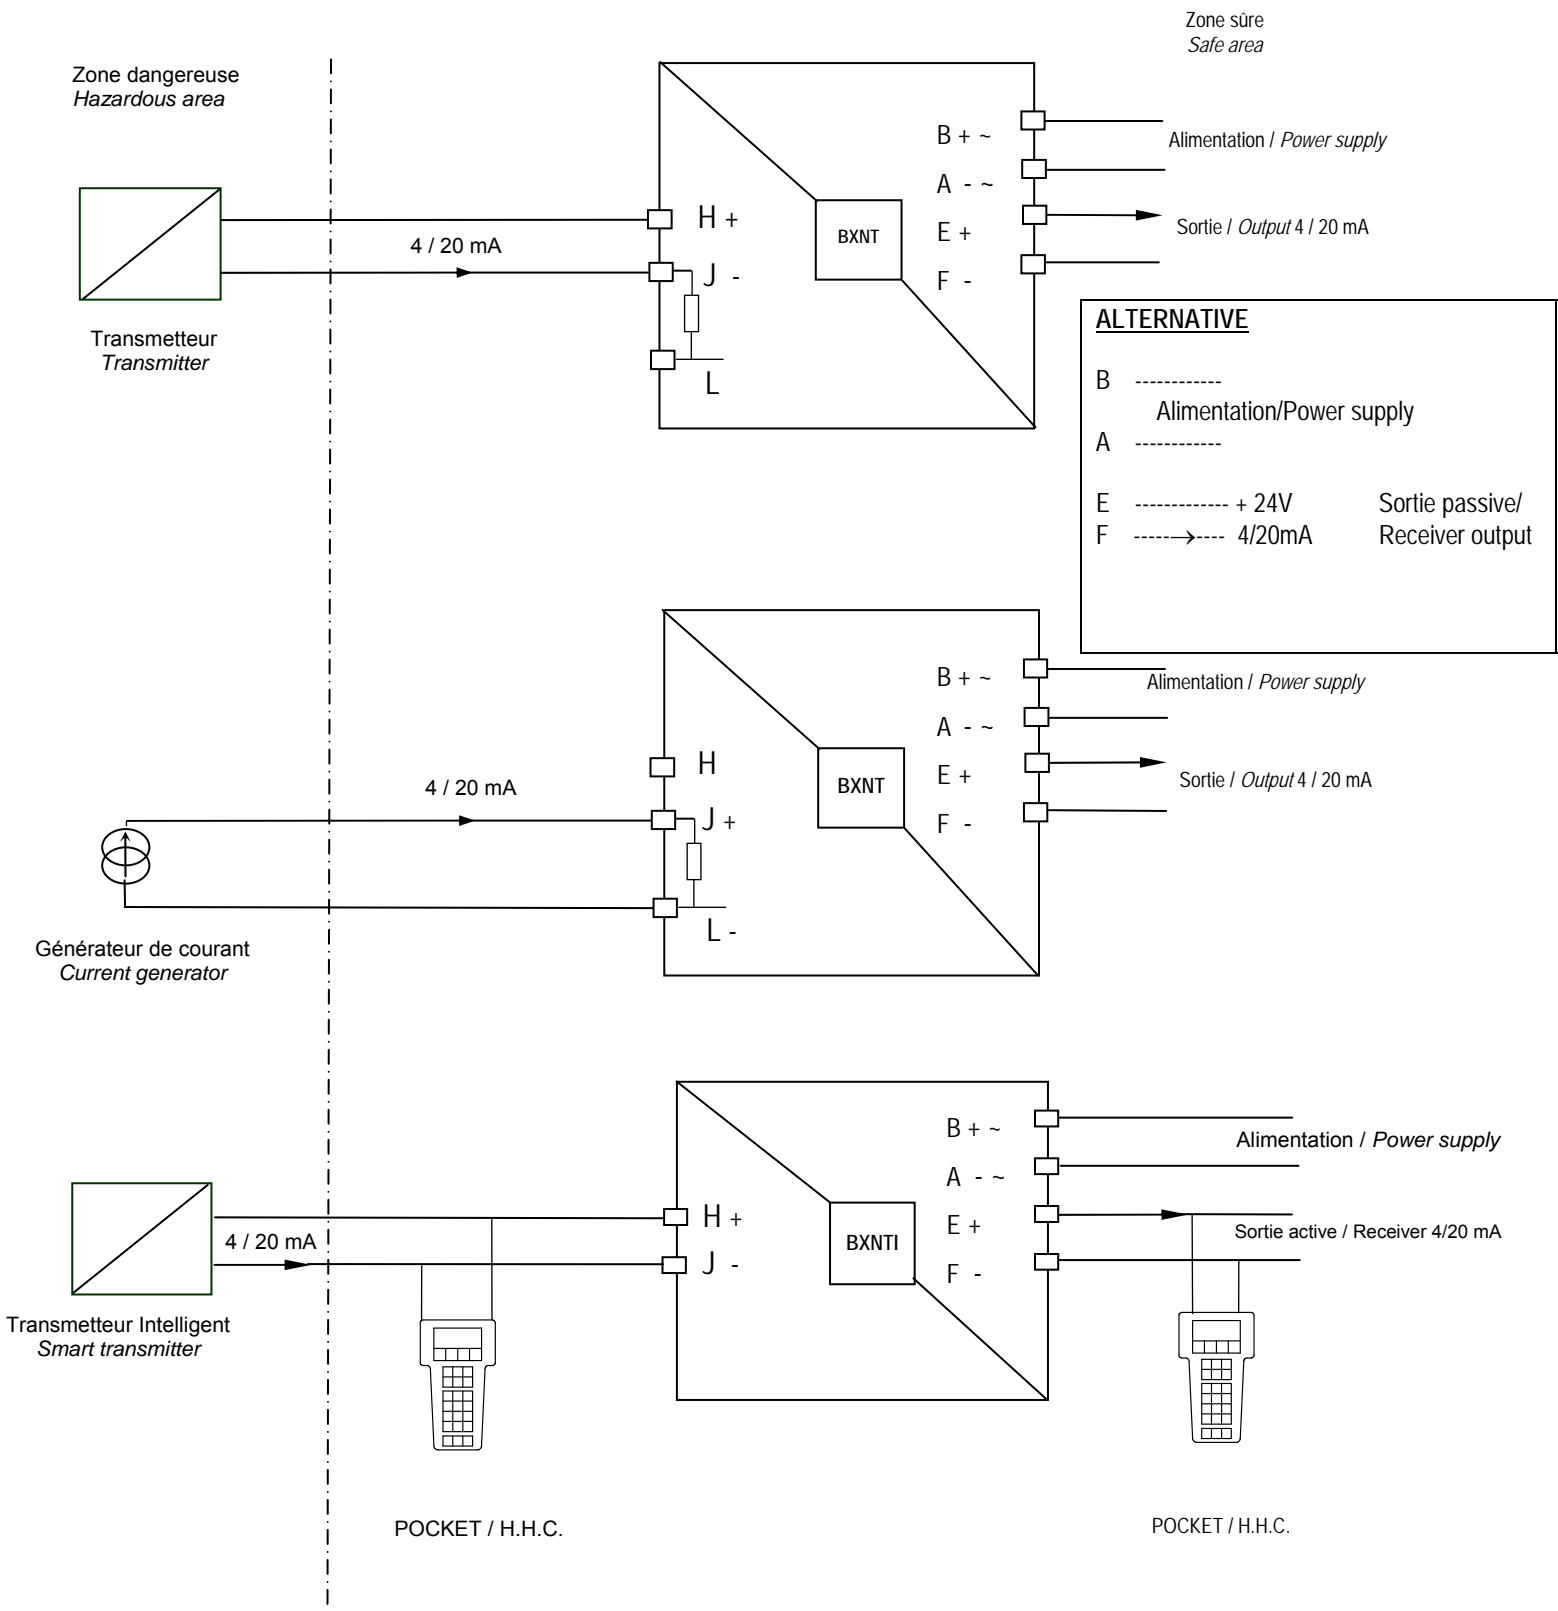 Zone sûre
Safe area
Zone dangereuse
Hazardous area
B + ~
Alimentation / Power supply
A - ~
H +
4 / 20 mA
BXNT
E +
Sortie / Output 4 / 20 mA
J -
F -
Transmetteur
Transmitter
L
ALTERNATIVE
B ------------
Alimentation/Power supply
A ------------
E ------------- + 24V Sortie passive/
F -----→---- 4/20mA Receiver output
B + ~
Alimentation / Power supply
A - ~
H
4 / 20 mA
BXNT
E +
Sortie / Output 4 / 20 mA
J +
F -
L -
Générateur de courant
Current generator
B + ~
Alimentation / Power supply
A - ~
H +
4 / 20 mA
BXNTI
E +
Sortie active / Receiver 4/20 mA
J -
F -
Transmetteur Intelligent
Smart transmitter
POCKET / H.H.C.
POCKET / H.H.C.